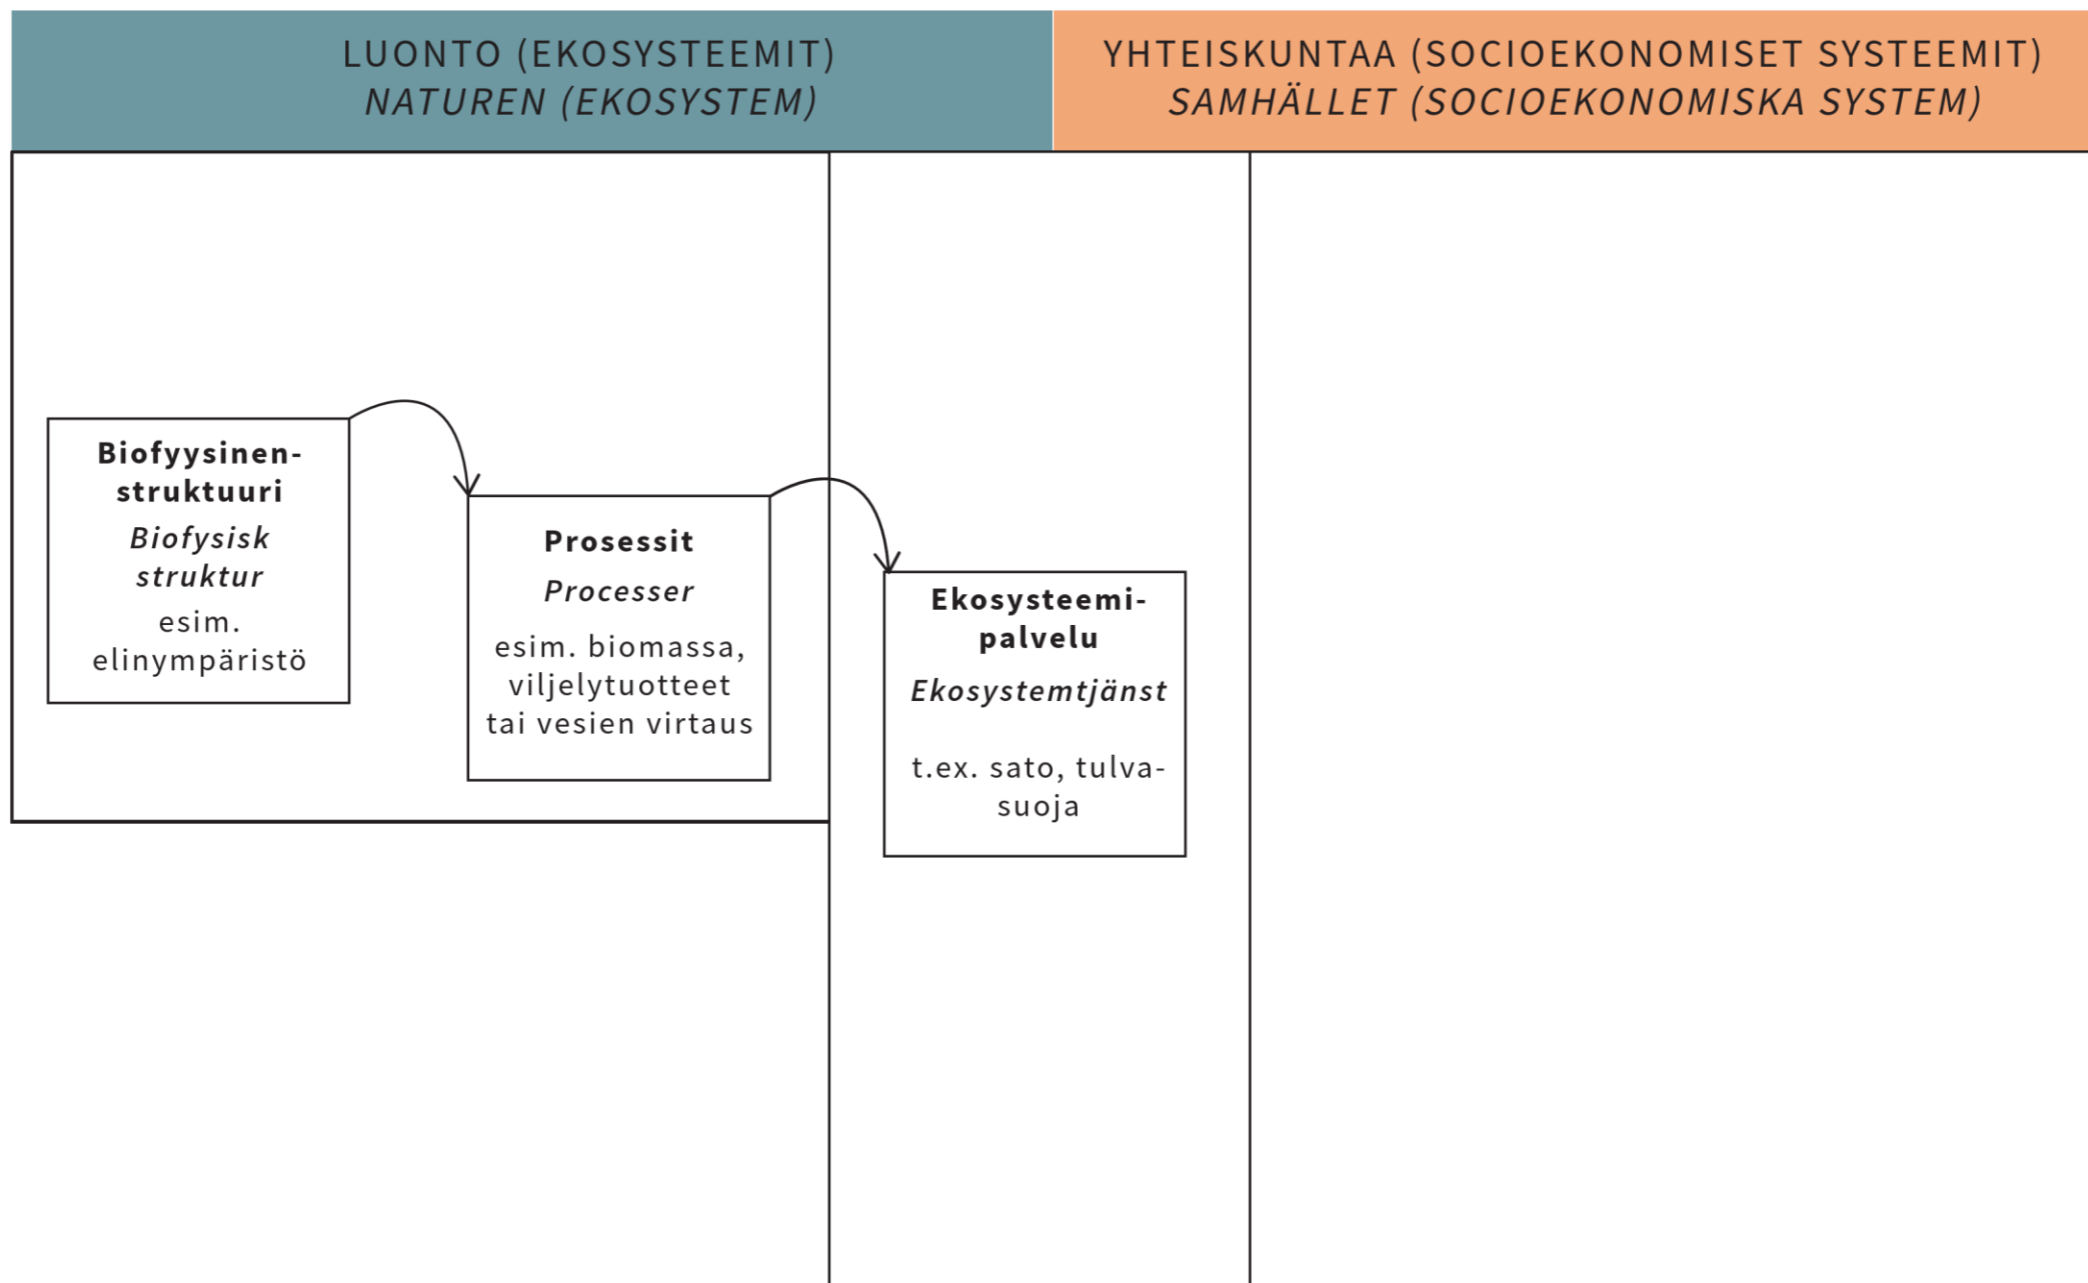 LUONTO (EKOSYSTEEMIT)
NATUREN (EKOSYSTEM)
YHTEISKUNTAA (SOCIOEKONOMISET SYSTEEMIT)
SAMHÄLLET (SOCIOEKONOMISKA SYSTEM)
Biofyysinen-
struktuuri
Biofysisk
struktur
esim.
elinympäristö
Prosessit
Processer
esim. biomassa,
viljelytuotteet
tai vesien virtaus
Ekosysteemi-
palvelu
Ekosystemtjänst
t.ex. sato, tulva-
suoja